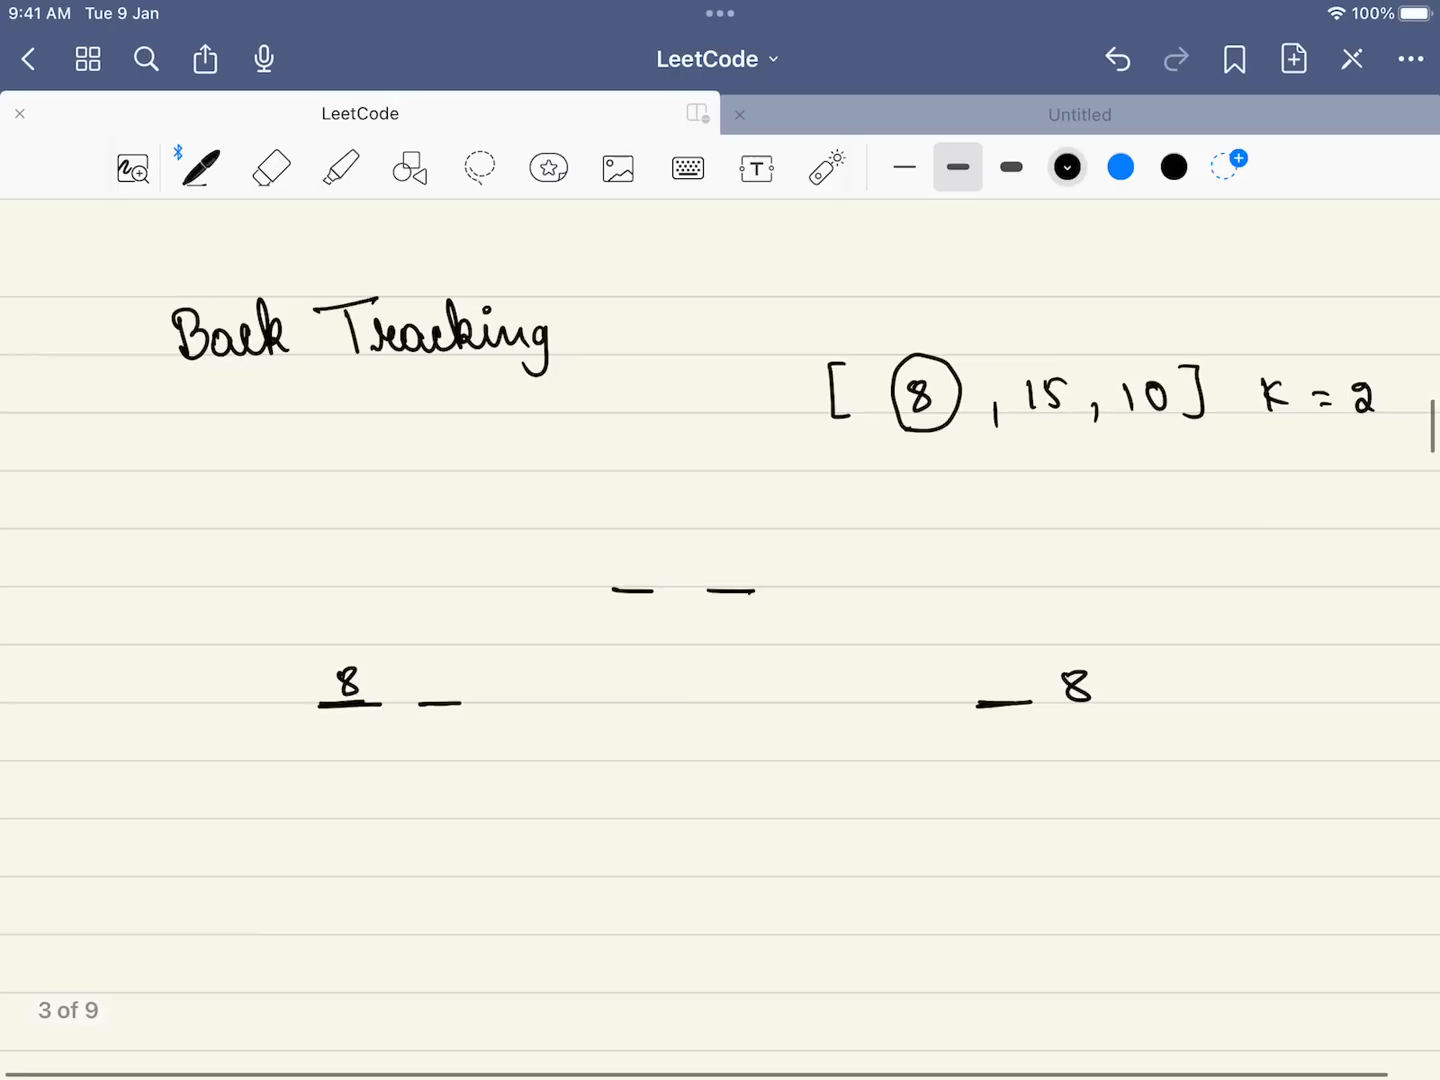 9:41 AM Tue 9 Jan 100%
LeetCode
LeetCode Untitled
T
Back Tracking
[ 8 , 15 , 10 ] K = 2
8 8
3 of 9